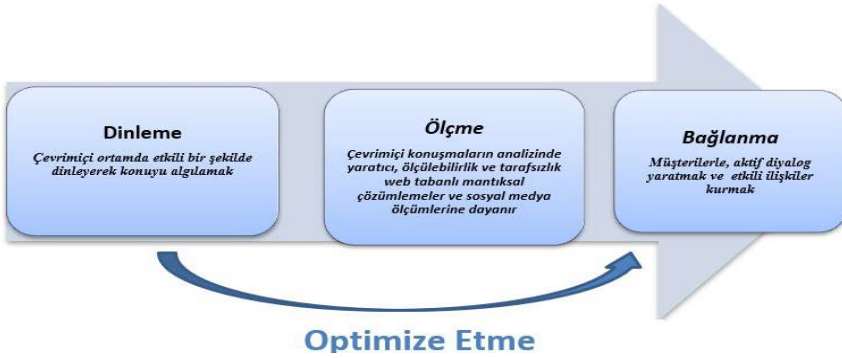 Dinleme
Çevrimiçi ortamda etkili bir şekilde
dinleyerek konuyu algılamak
Ölçme
Çevrimiçi konuşmaların analizinde
yaratıcı, ölçülebilirlik ve tarafsızlık
web tabanlı mantıksal
çözümlemeler ve sosyal medya
ölçümlerine dayanır
Bağlanma
Müşterilerle, aktif diyalog
yaratmak ve etkili ilişkiler
kurmak
Optimize Etme